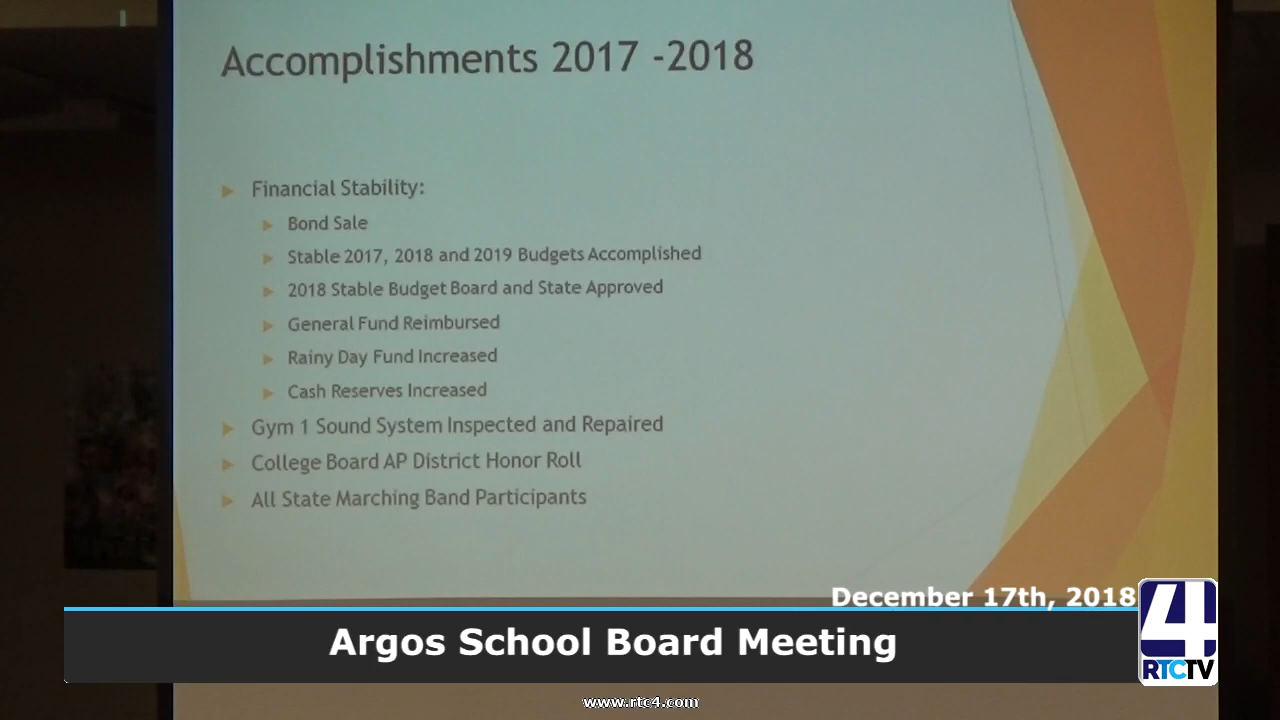 Accomplishments 2017 -2018
Financial Stability:
Bond Sale
Stable 2017, 2018 and 2019 Budgets Accomplished
2018 Stable Budget Board and State Approved
General Fund Reimbursed
Rainy Day Fund Increased
Cash Reserves Increased
Gym 1 Sound System Inspected and Repaired
College Board AP District Honor Roll
All State Marching Band Participants
December 17th, 2018
Argos School Board Meeting
4
RTCTV
www.rtc4.com